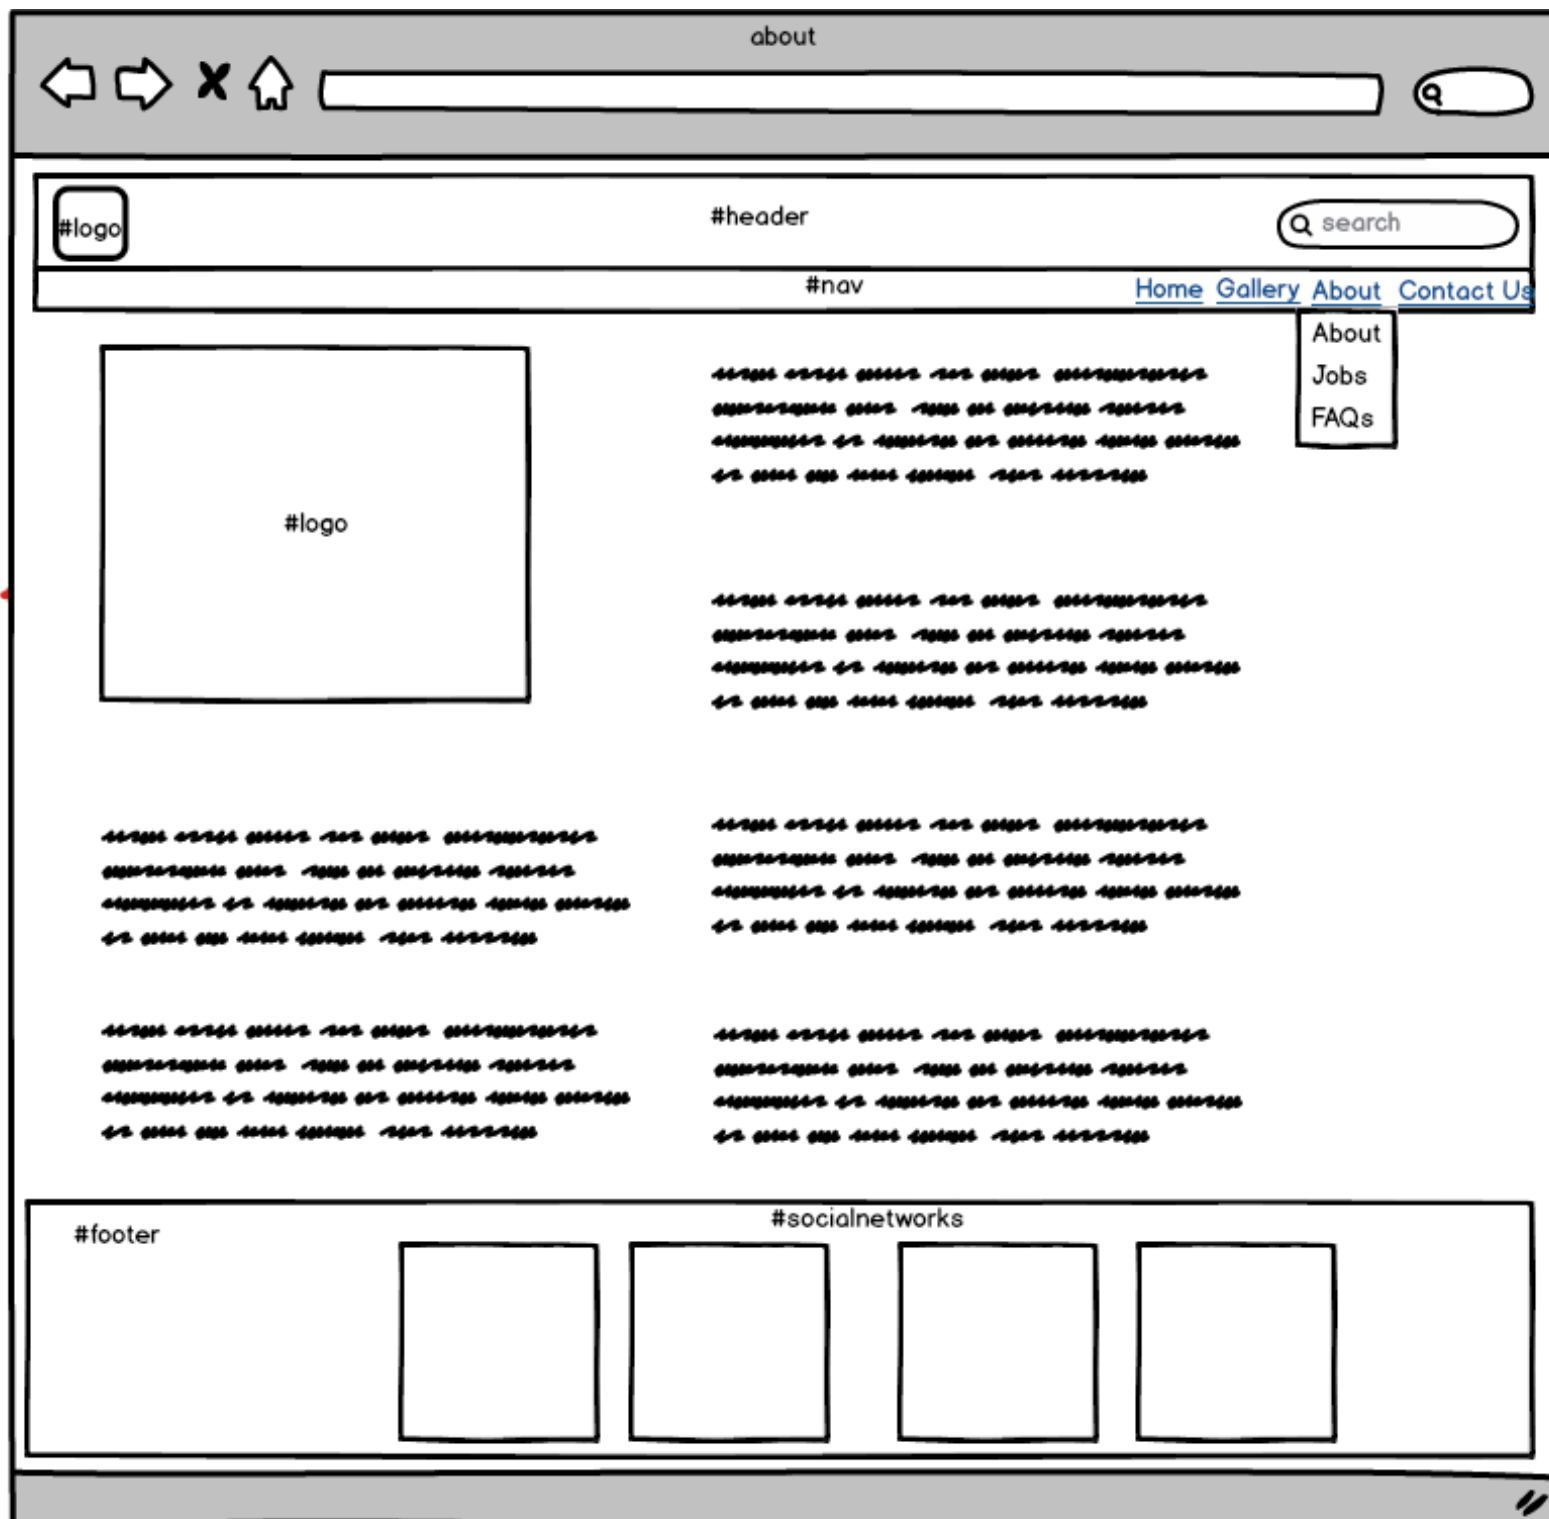 about
#logo
#header
search
#nav
Home Gallery About Contact Us
About
Jobs
FAQs
#logo
#socialnetworks
#footer